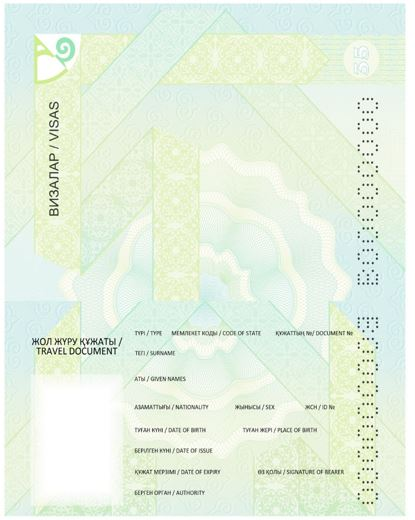 55
ВИЗАЛАР / VISAS
B00000000
ЖОЛ ЖҮРУ ҚҰЖАТЫ /
TRAVEL DOCUMENT
ТҮРІ / TYPE МЕМЛЕКЕТ КОДЫ / CODE OF STATE ҚҰЖАТТЫҢ №/ DOCUMENT №
ТЕГІ / SURNAME
АТЫ / GIVEN NAMES
АЗАМАТТЫҒЫ / NATIONALITY ЖЫНЫСЫ / SEX ЖСН / ID №
ТУҒАН КҮНІ / DATE OF BIRTH ТУҒАН ЖЕРІ / PLACE OF BIRTH
БЕРІЛГЕН КҮНІ / DATE OF ISSUE
ҚҰЖАТ МЕРЗІМІ / DATE OF EXPIRY ӨЗ ҚОЛЫ / SIGNATURE OF BEARER
БЕРГЕН ОРГАН / AUTHORITY